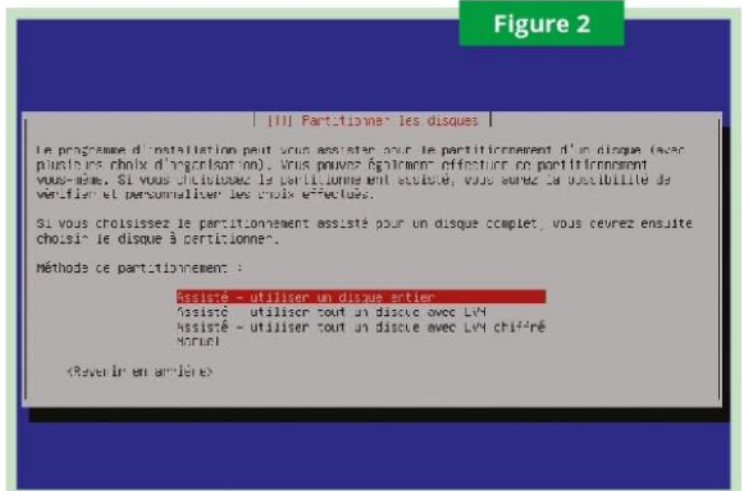 Figure 2
[!!] Partitionner les disques
Le programme d'installation peut vous assister pour le partitionnement d'un disque (avec
plusieurs choix d'organisation). Vous pouvez également effectuer ce partitionnement
vous-même. Si vous choisissez le partitionnement assisté, vous aurez la possibilité de
vérifier et personnaliser les choix effectués.
Si vous choisissez le partitionnement assisté pour un disque complet, vous devrez ensuite
choisir le disque à partitionner.
Méthode de partitionnement :
Assisté - utiliser un disque entier
Assisté - utiliser tout un disque avec LVM
Assisté - utiliser tout un disque avec LVM chiffré
Manuel
<Revenir en arrière>